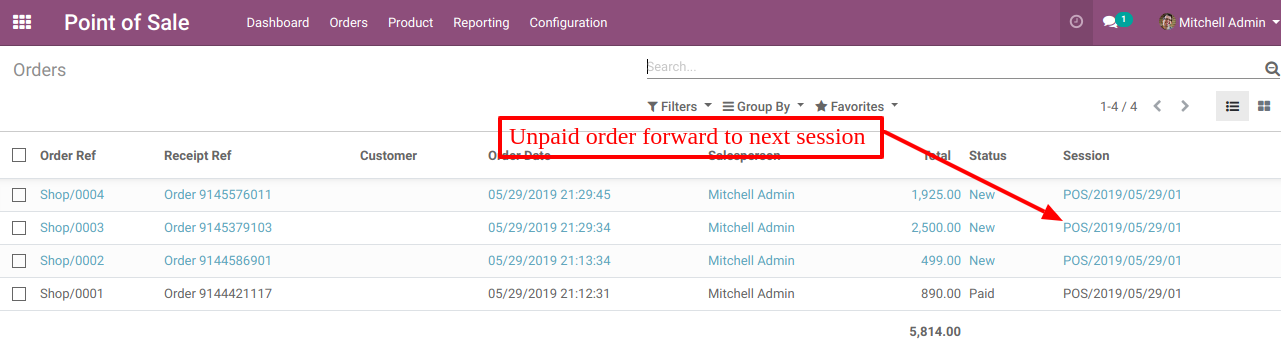 Point of Sale Dashboard Orders Product Reporting Configuration 1 Mitchell Admin
Orders Search...
Filters Group By Favorites 1-4 / 4
Unpaid order forward to next session
Order Ref Receipt Ref Customer Order Date Salesperson Total Status Session
Shop/0004 Order 9145576011 05/29/2019 21:29:45 Mitchell Admin 1,925.00 New POS/2019/05/29/01
Shop/0003 Order 9145379103 05/29/2019 21:29:34 Mitchell Admin 2,500.00 New POS/2019/05/29/01
Shop/0002 Order 9144586901 05/29/2019 21:13:34 Mitchell Admin 499.00 New POS/2019/05/29/01
Shop/0001 Order 9144421117 05/29/2019 21:12:31 Mitchell Admin 890.00 Paid POS/2019/05/29/01
5,814.00